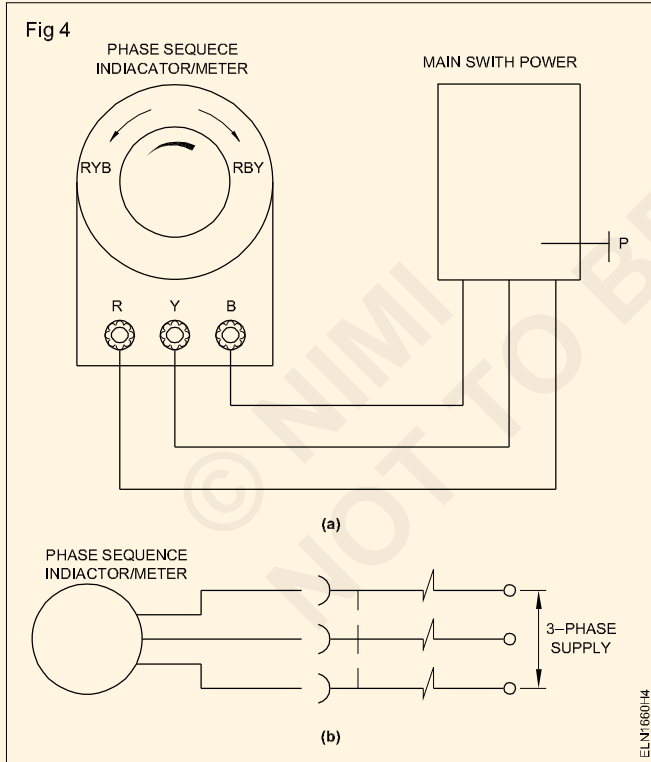 Fig 4
PHASE SEQUECE
INDIACATOR/METER
MAIN SWITH POWER
RYB
RBY
P
R
Y
B
© NIMI
NOT TO BE
(a)
PHASE SEQUENCE
INDIACTOR/METER
3–PHASE
SUPPLY
(b)
ELN1660H4